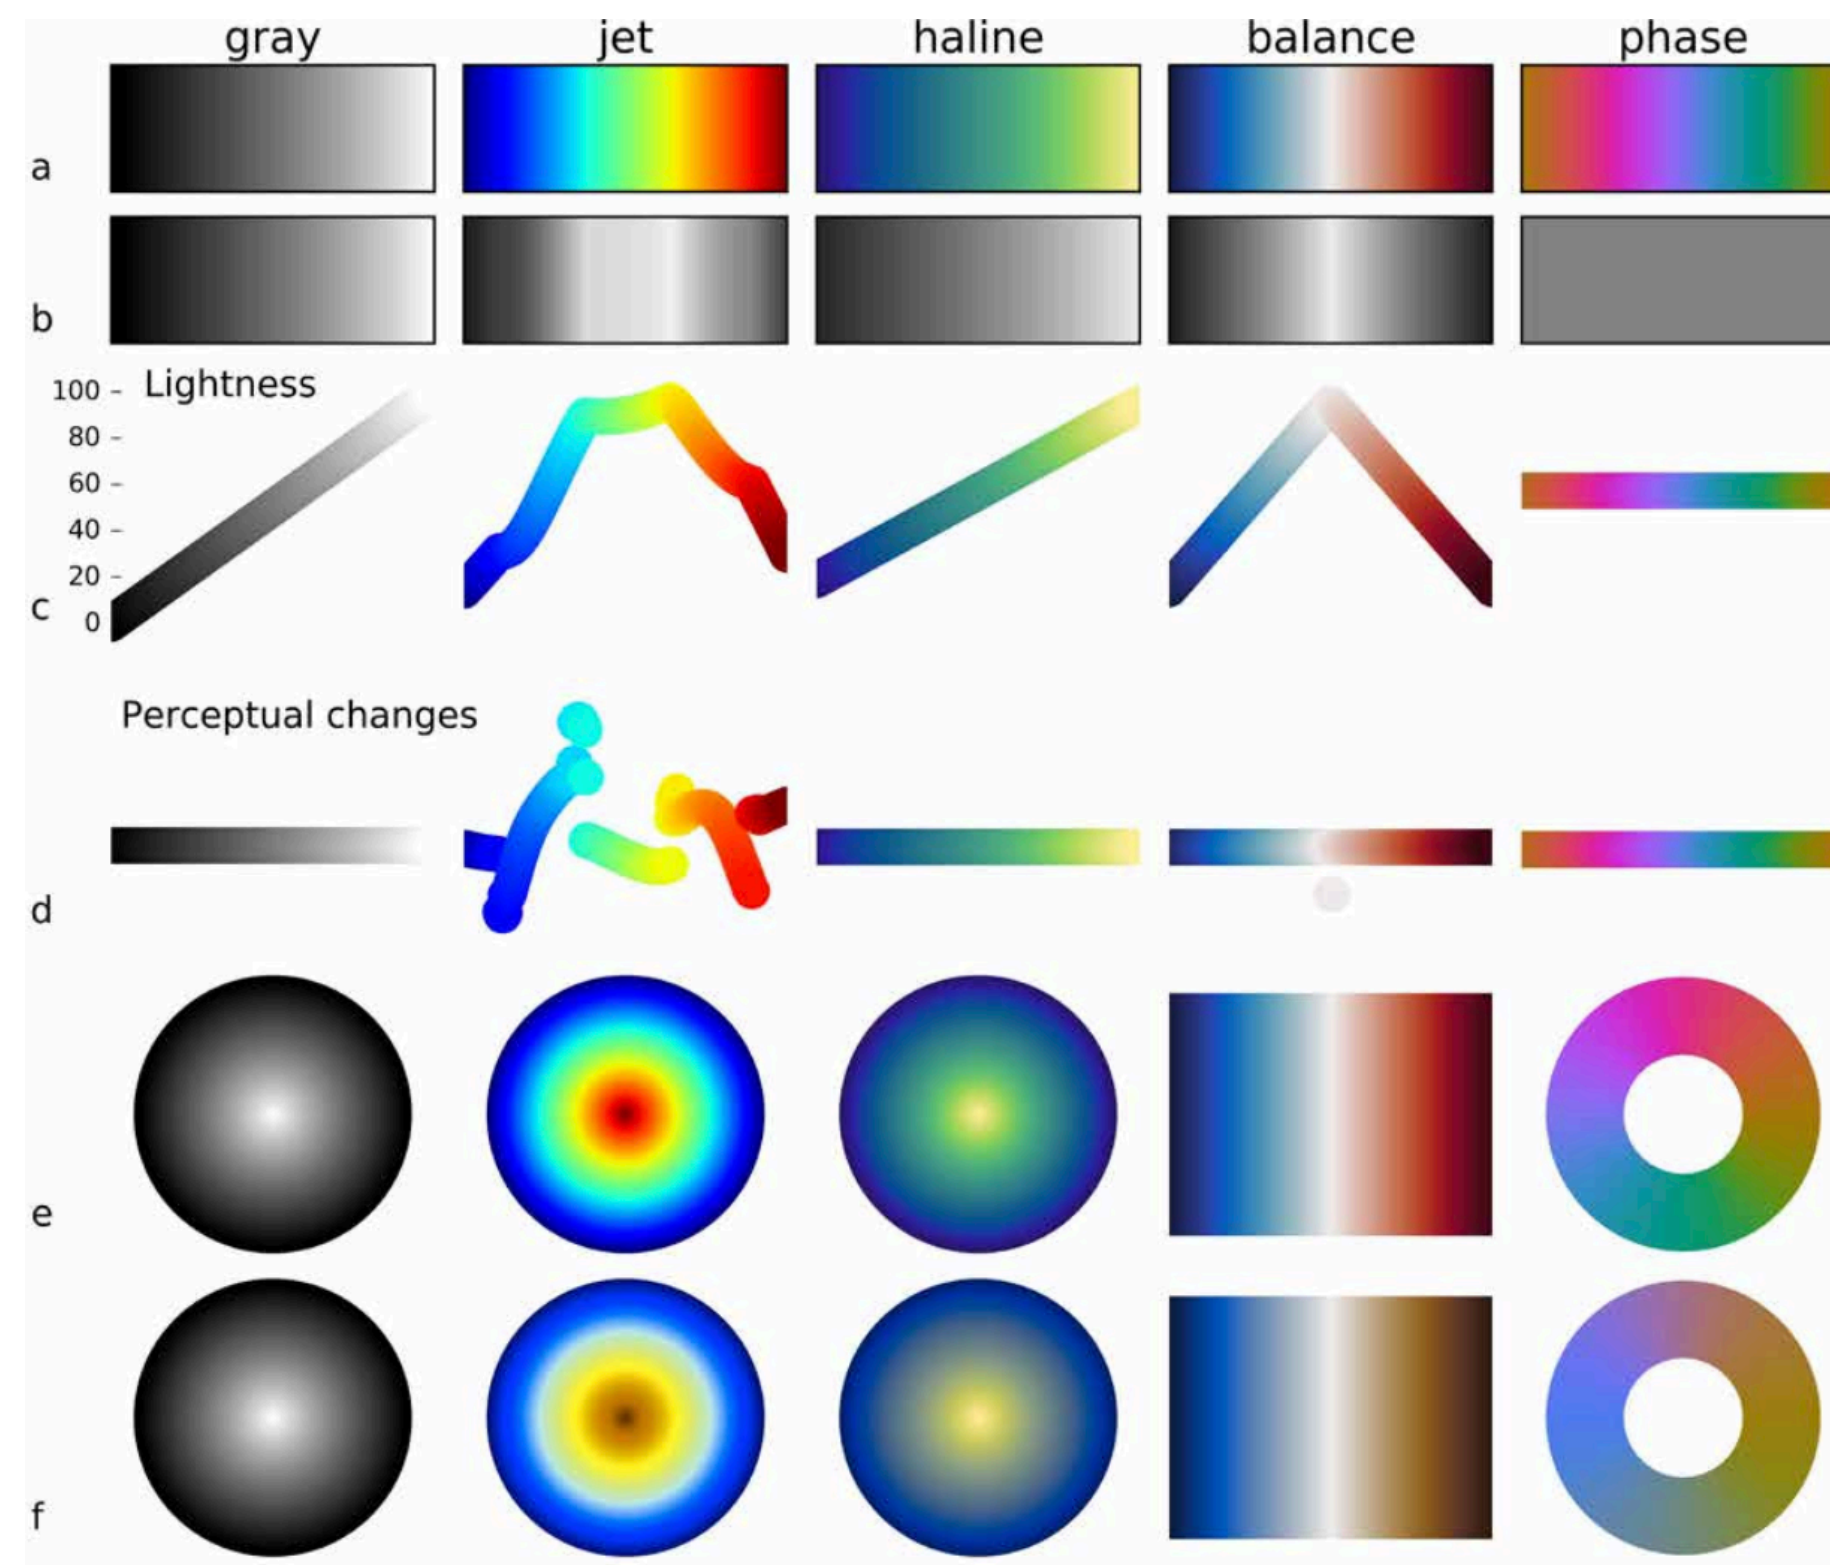 gray jet haline balance phase
a
b
Lightness
100
80
60
40
20
0
c
Perceptual changes
d
e
f